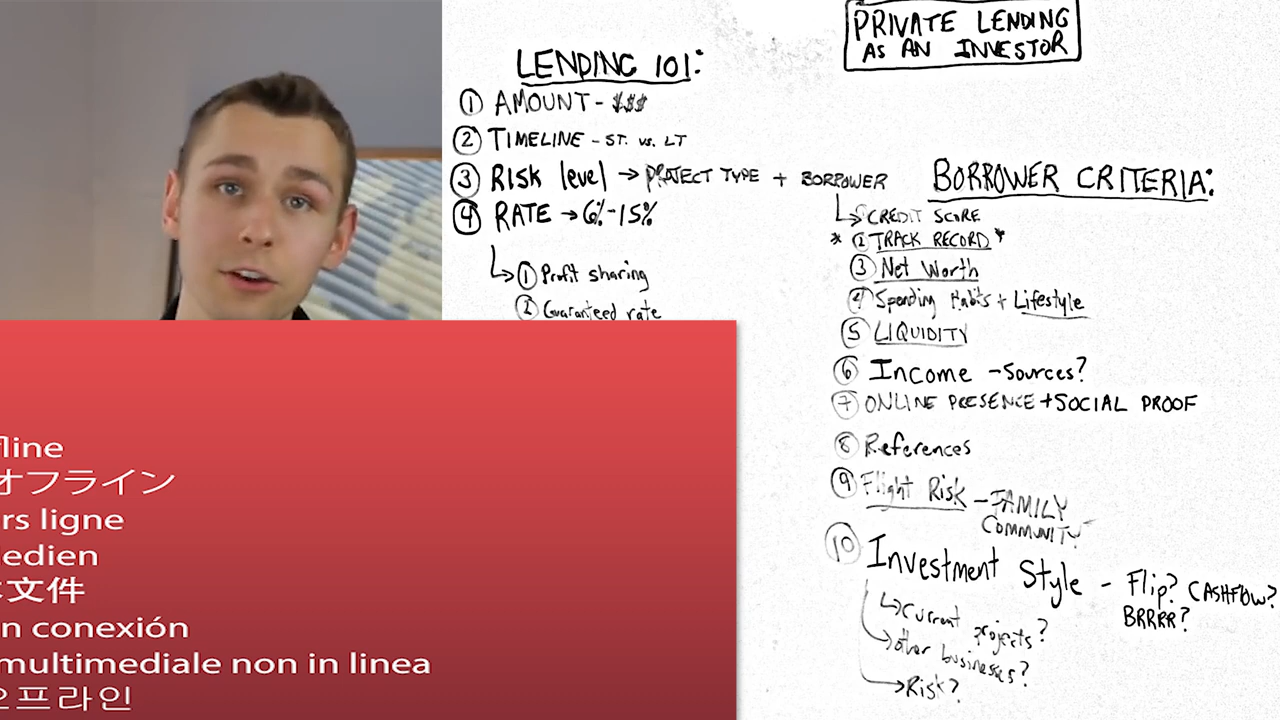 PRIVATE LENDING
AS AN INVESTOR
LENDING 101:
① AMOUNT - $$$
② TIMELINE - ST. vs. LT
③ RISK level → PROJECT TYPE + BORROWER
④ RATE → 6%-15%
↳ ① Profit sharing
② Guaranteed rate
BORROWER CRITERIA:
↳ CREDIT SCORE
* ② TRACK RECORD *
③ Net Worth
④ Spending Habits + Lifestyle
⑤ LIQUIDITY
⑥ Income - Sources?
⑦ ONLINE PRESENCE + SOCIAL PROOF
⑧ References
⑨ Flight Risk - FAMILY
COMMUNITY
⑩ Investment Style - Flip? CASHFLOW?
BRRRR?
↳ current projects?
→ other businesses?
→ Risk?
fline
オフライン
rs ligne
edien
文件
n conexión
multimediale non in linea
오프라인